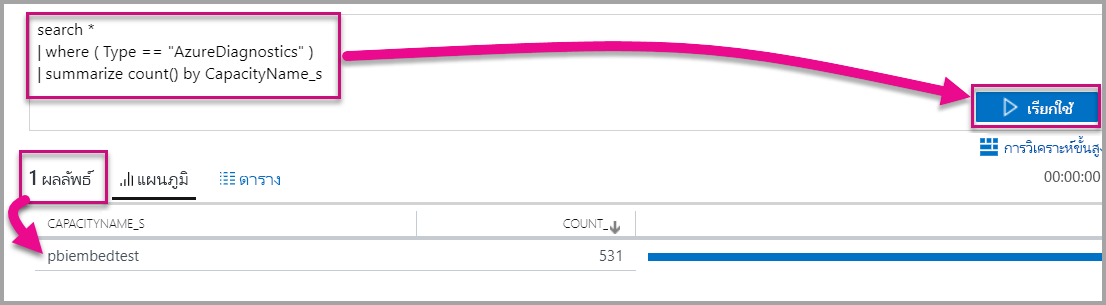 search *
| where ( Type == "AzureDiagnostics" )
| summarize count() by CapacityName_s
เรียกใช้
การวิเคราะห์ขั้นสูง
1 ผลลัพธ์
แผนภูมิ
ตาราง
00:00:00
CAPACITYNAME_S
COUNT_
pbiembedtest
531